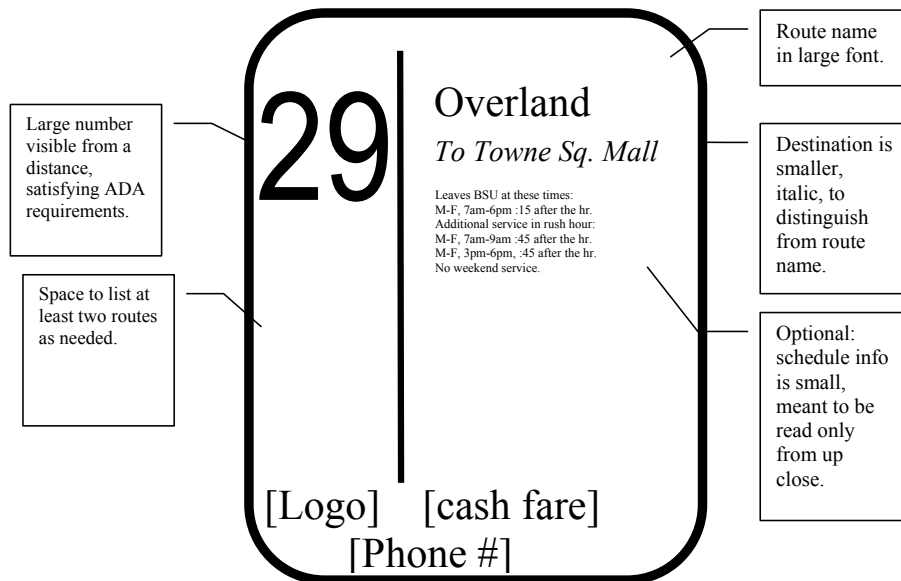 Large number
visible from a
distance,
satisfying ADA
requirements.
Space to list at
least two routes
as needed.
29
Overland
To Towne Sq. Mall
Leaves BSU at these times:
M-F, 7am-6pm :15 after the hr.
Additional service in rush hour:
M-F, 7am-9am :45 after the hr.
M-F, 3pm-6pm, :45 after the hr.
No weekend service.
[Logo] [cash fare]
[Phone #]
Route name
in large font.
Destination is
smaller,
italic, to
distinguish
from route
name.
Optional:
schedule info
is small,
meant to be
read only
from up
close.